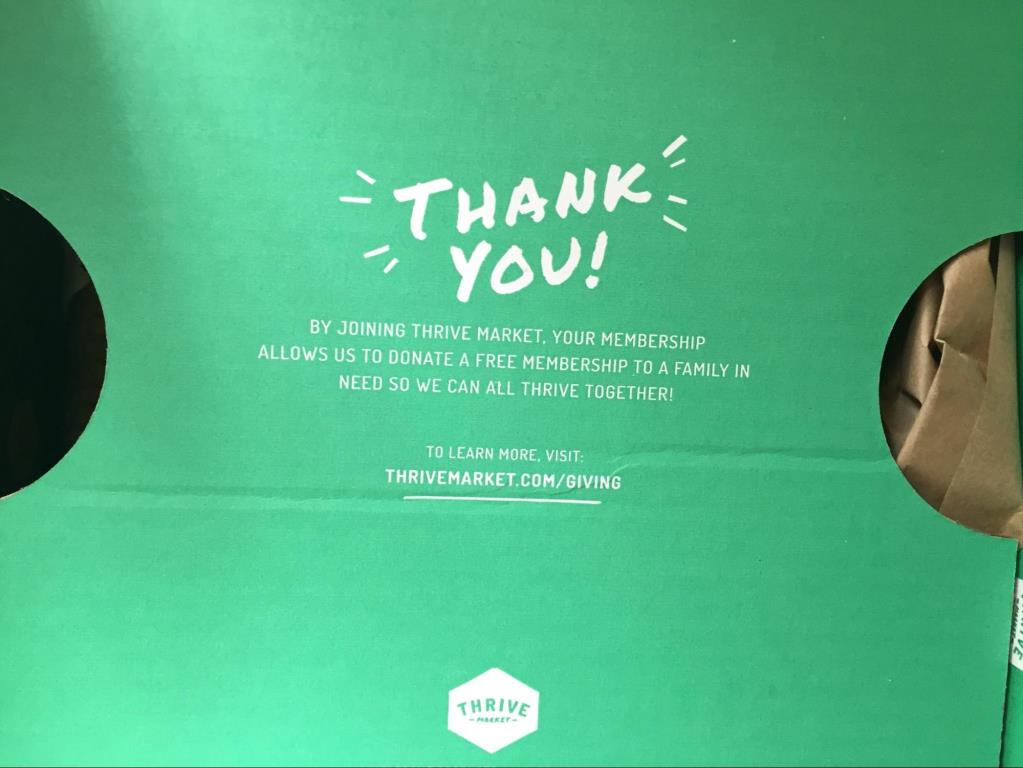 THANK
YOU!
BY JOINING THRIVE MARKET, YOUR MEMBERSHIP
ALLOWS US TO DONATE A FREE MEMBERSHIP TO A FAMILY IN
NEED SO WE CAN ALL THRIVE TOGETHER!
TO LEARN MORE, VISIT:
THRIVEMARKET.COM/GIVING
THRIVE
-MARKET-